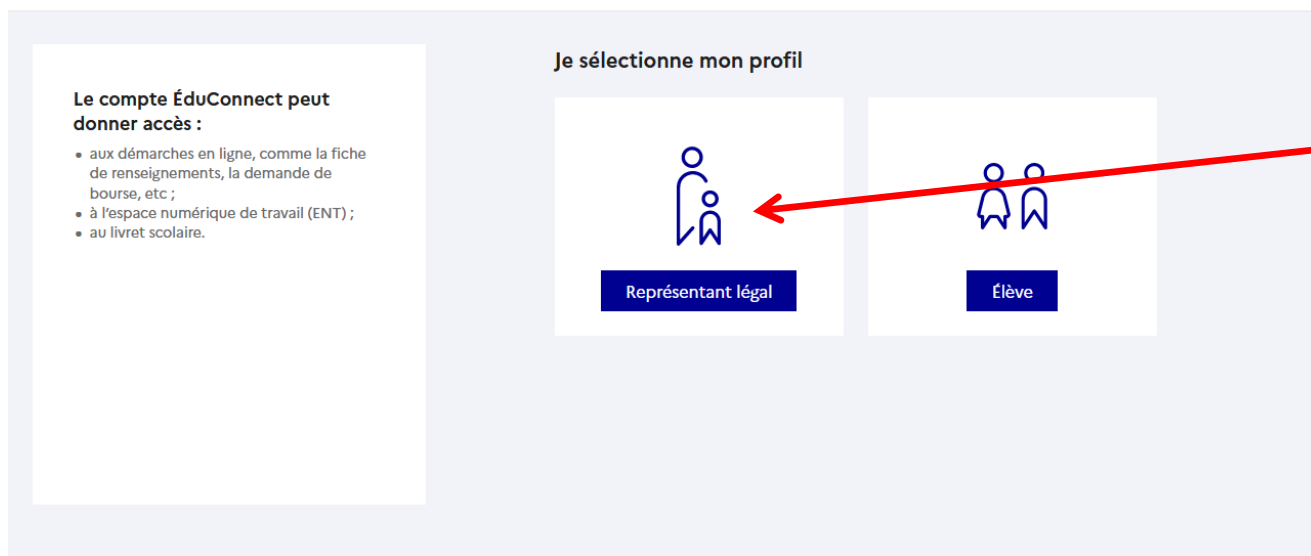 Je sélectionne mon profil
Le compte ÉduConnect peut
donner accès :
• aux démarches en ligne, comme la fiche
de renseignements, la demande de
bourse, etc ;
• à l'espace numérique de travail (ENT) ;
• au livret scolaire.
Représentant légal
Élève